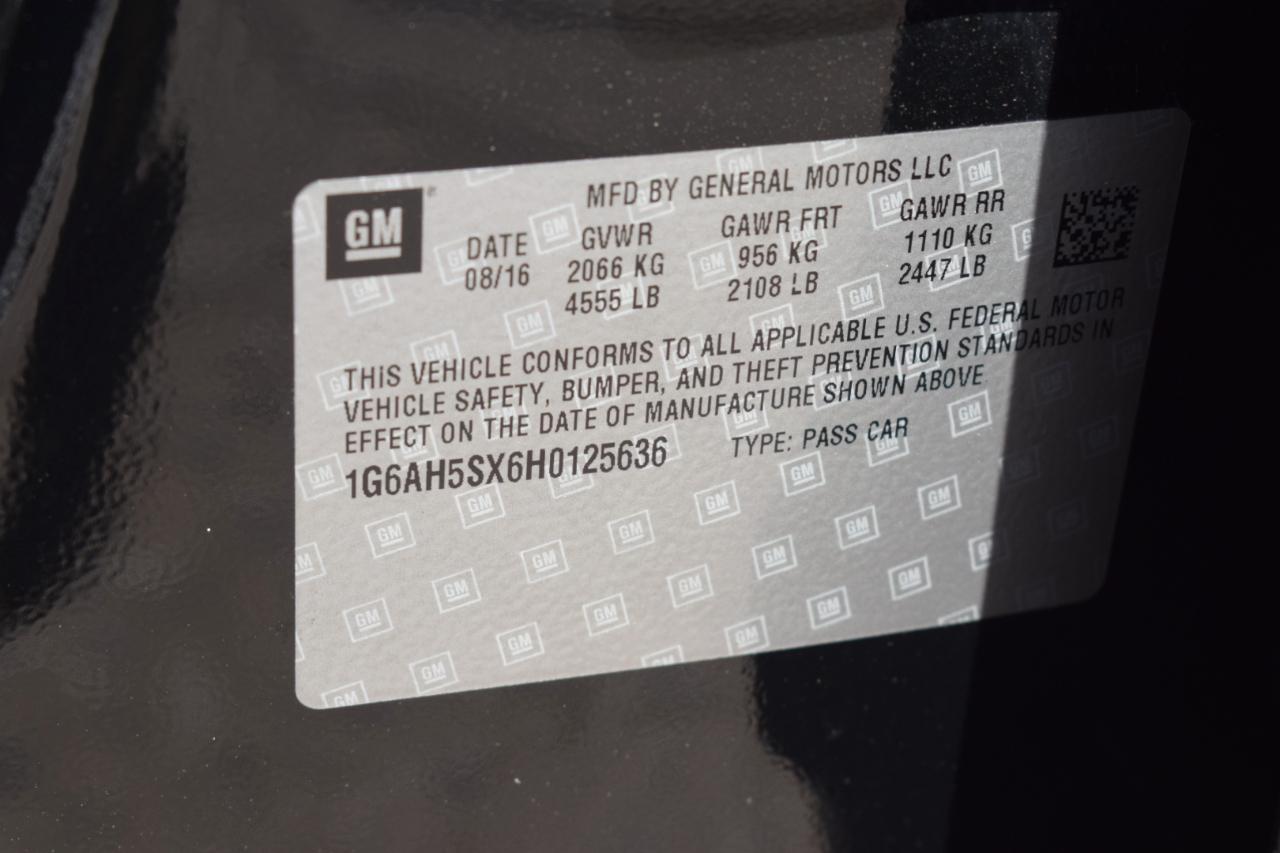 GM
MFD BY GENERAL MOTORS LLC
DATE GVWR GAWR FRT GAWR RR
08/16 2066 KG 956 KG 1110 KG
4555 LB 2108 LB 2447 LB
THIS VEHICLE CONFORMS TO ALL APPLICABLE U.S. FEDERAL MOTOR
VEHICLE SAFETY, BUMPER, AND THEFT PREVENTION STANDARDS IN
EFFECT ON THE DATE OF MANUFACTURE SHOWN ABOVE
1G6AH5SX6H0125636 TYPE: PASS CAR